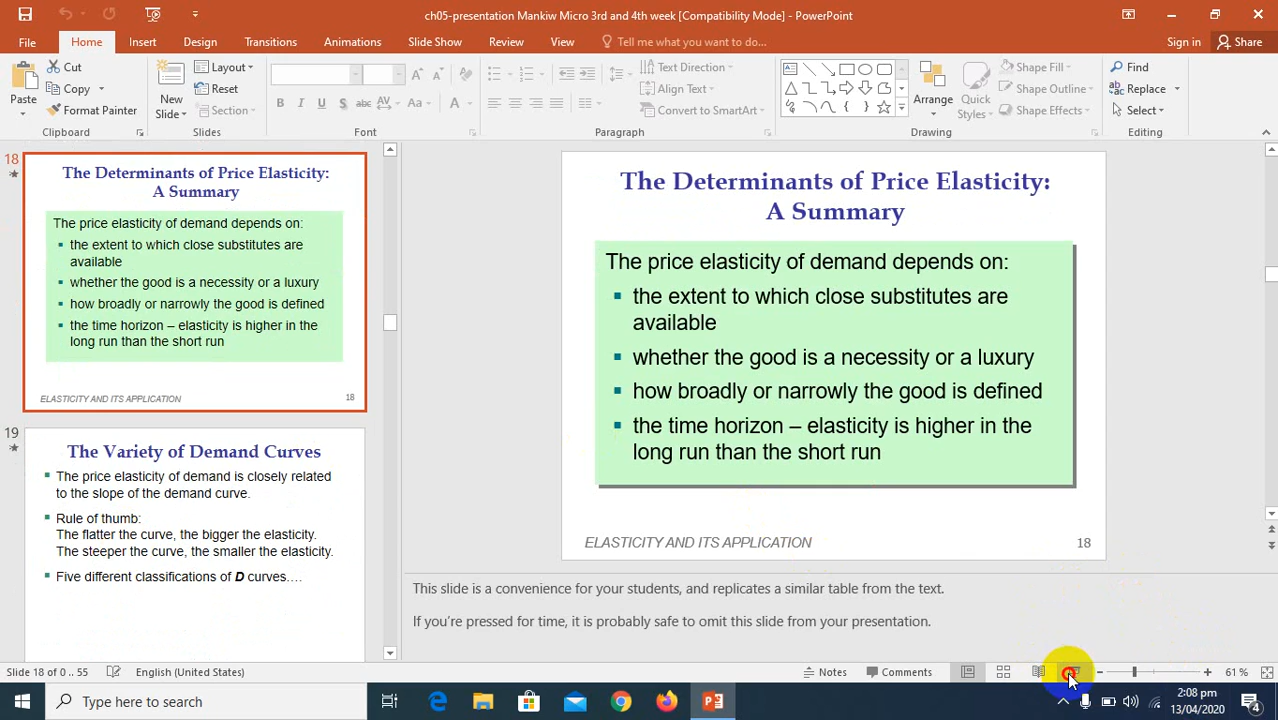 ch05-presentation Mankiw Micro 3rd and 4th week [Compatibility Mode] - PowerPoint
File Home Insert Design Transitions Animations Slide Show Review View Tell me what you want to do... Sign in Share
Paste
Cut
Copy
Format Painter
Clipboard
New
Slide
Layout
Reset
Section
Slides
B I U S abc AV Aa A
Font
Text Direction
Align Text
Convert to SmartArt
Paragraph
Arrange
Quick
Styles
Shape Fill
Shape Outline
Shape Effects
Drawing
Find
Replace
Select
Editing
18
The Determinants of Price Elasticity:
A Summary
The price elasticity of demand depends on:
the extent to which close substitutes are
available
whether the good is a necessity or a luxury
how broadly or narrowly the good is defined
the time horizon – elasticity is higher in the
long run than the short run
ELASTICITY AND ITS APPLICATION 18
19
The Variety of Demand Curves
The price elasticity of demand is closely related
to the slope of the demand curve.
Rule of thumb:
The flatter the curve, the bigger the elasticity.
The steeper the curve, the smaller the elasticity.
Five different classifications of D curves….
The Determinants of Price Elasticity:
A Summary
The price elasticity of demand depends on:
the extent to which close substitutes are
available
whether the good is a necessity or a luxury
how broadly or narrowly the good is defined
the time horizon – elasticity is higher in the
long run than the short run
ELASTICITY AND ITS APPLICATION 18
This slide is a convenience for your students, and replicates a similar table from the text.
If you're pressed for time, it is probably safe to omit this slide from your presentation.
Slide 18 of 0 .. 55 English (United States) Notes Comments 61 %
Type here to search
2:08 pm
13/04/2020
4